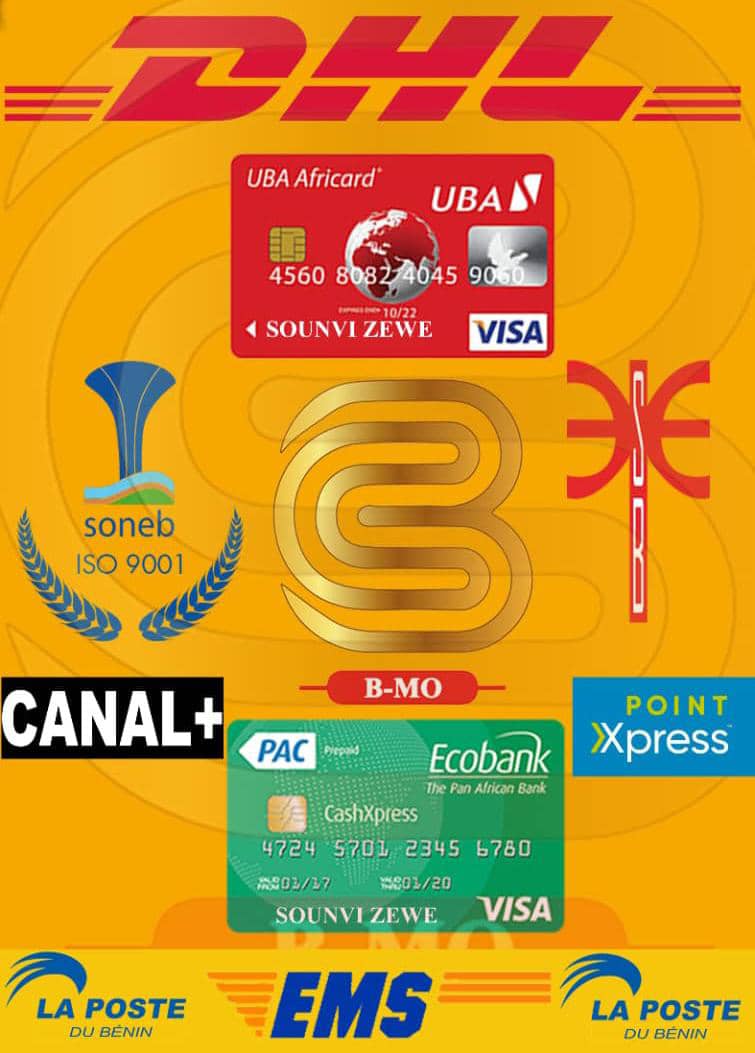 DHL
UBA Africard
UBA
4560 8082 4045 9060
EXPIRES END 10/22
SOUNVI ZEWE
VISA
soneb
ISO 9001
SBEE
B-MO
CANAL+
POINT
Xpress
PAC Prepaid
Ecobank
The Pan African Bank
CashXpress
4724 5701 2345 6780
VALID FROM 01/17 VALID THRU 01/20
SOUNVI ZEWE
VISA
B-MO
LA POSTE
DU BÉNIN
EMS
LA POSTE
DU BÉNIN